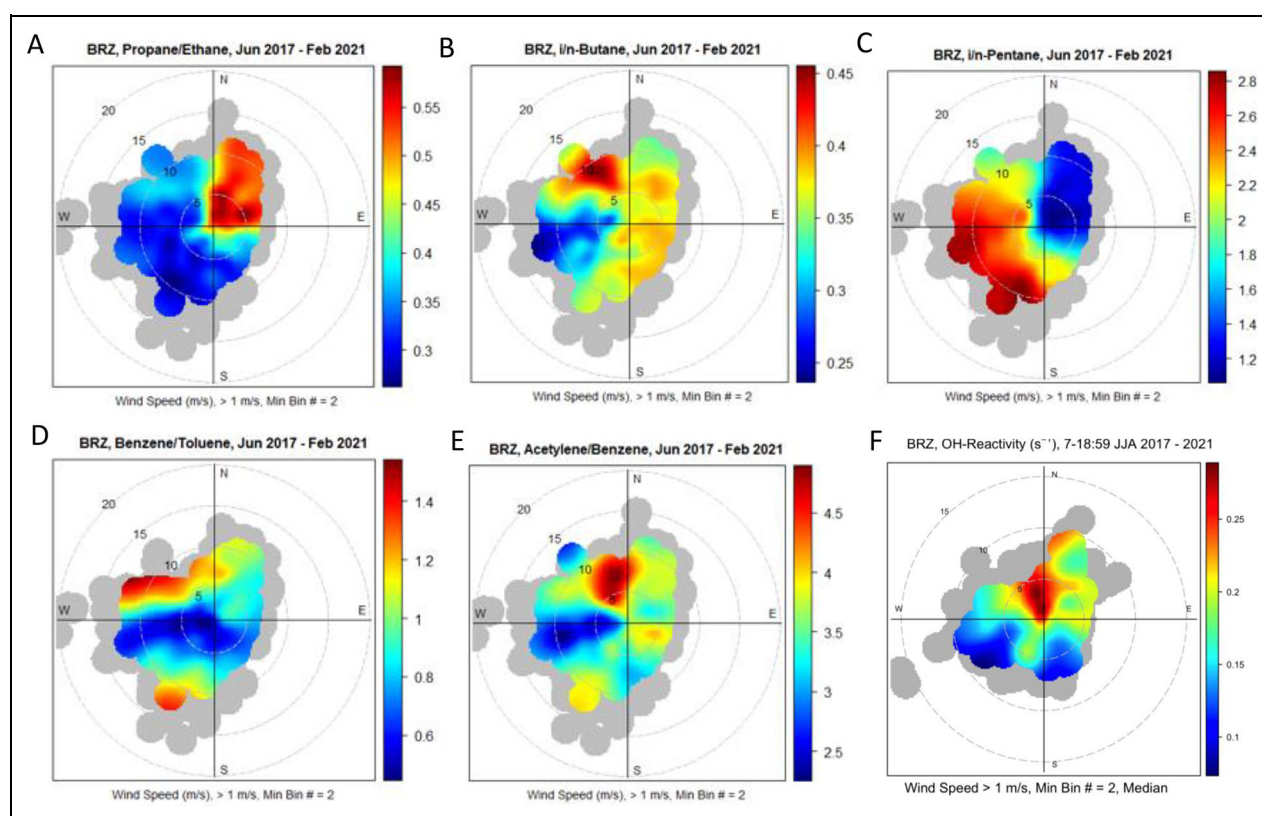 A
BRZ, Propane/Ethane, Jun 2017 - Feb 2021
N
20
15
10
5
W
E
S
0.55
0.5
0.45
0.4
0.35
0.3
Wind Speed (m/s), > 1 m/s, Min Bin # = 2
B
BRZ, i/n-Butane, Jun 2017 - Feb 2021
N
20
15
10
5
W
E
S
0.45
0.4
0.35
0.3
0.25
Wind Speed (m/s), > 1 m/s, Min Bin # = 2
C
BRZ, i/n-Pentane, Jun 2017 - Feb 2021
N
20
15
10
5
W
E
S
2.8
2.6
2.4
2.2
2
1.8
1.6
1.4
1.2
Wind Speed (m/s), > 1 m/s, Min Bin # = 2
D
BRZ, Benzene/Toluene, Jun 2017 - Feb 2021
N
20
15
10
5
W
E
S
1.4
1.2
1
0.8
0.6
Wind Speed (m/s), > 1 m/s, Min Bin # = 2
E
BRZ, Acetylene/Benzene, Jun 2017 - Feb 2021
N
20
15
10
5
W
E
S
4.5
4
3.5
3
2.5
Wind Speed (m/s), > 1 m/s, Min Bin # = 2
F
BRZ, OH-Reactivity (s⁻¹), 7-18:59 JJA 2017 - 2021
N
15
10
5
W
E
S
0.25
0.2
0.15
0.1
Wind Speed > 1 m/s, Min Bin # = 2, Median